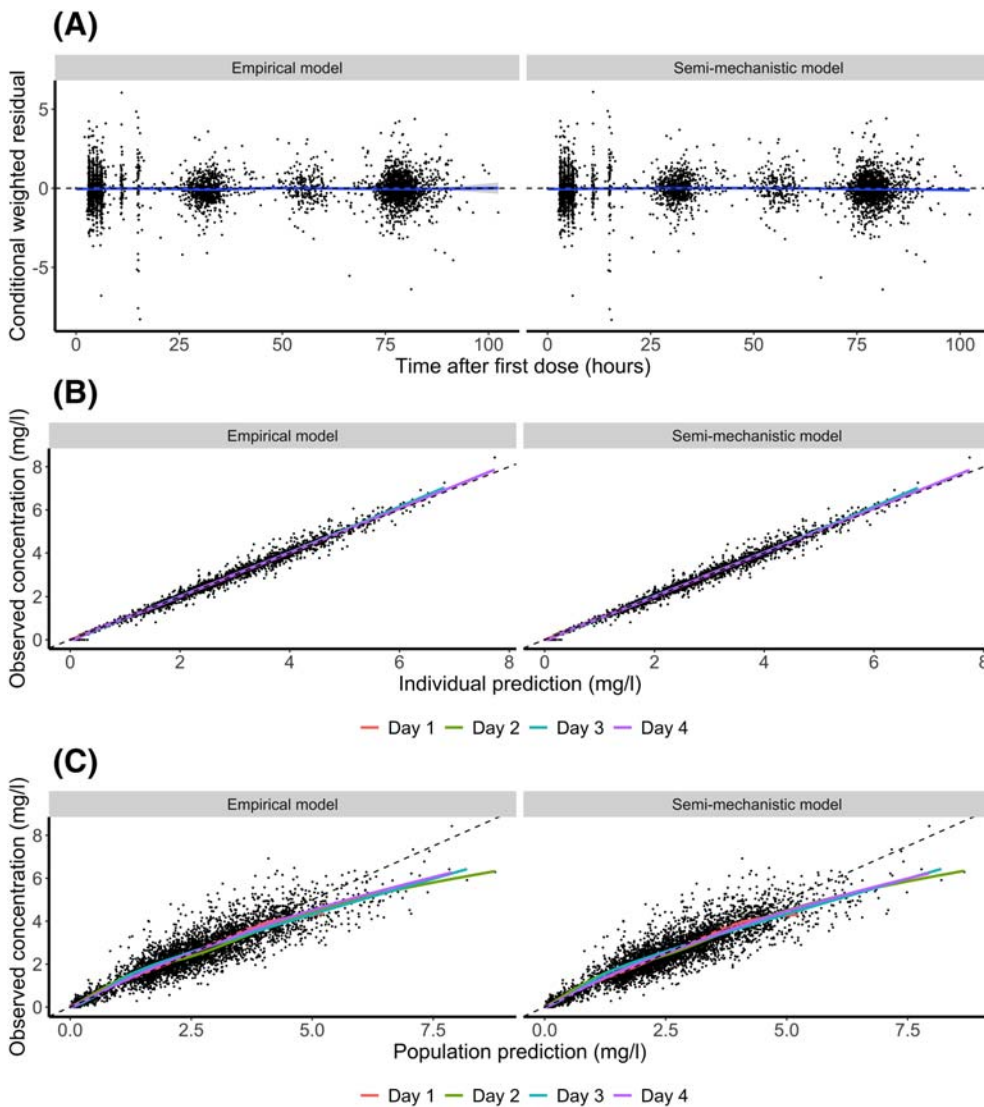 (A)
Empirical model Semi-mechanistic model
Conditional weighted residual
5
0
-5
0 25 50 75 100 0 25 50 75 100
Time after first dose (hours)
(B)
Empirical model Semi-mechanistic model
Observed concentration (mg/l)
8
6
4
2
0
0 2 4 6 8 0 2 4 6 8
Individual prediction (mg/l)
Day 1 Day 2 Day 3 Day 4
(C)
Empirical model Semi-mechanistic model
Observed concentration (mg/l)
8
6
4
2
0
0.0 2.5 5.0 7.5 0.0 2.5 5.0 7.5
Population prediction (mg/l)
Day 1 Day 2 Day 3 Day 4